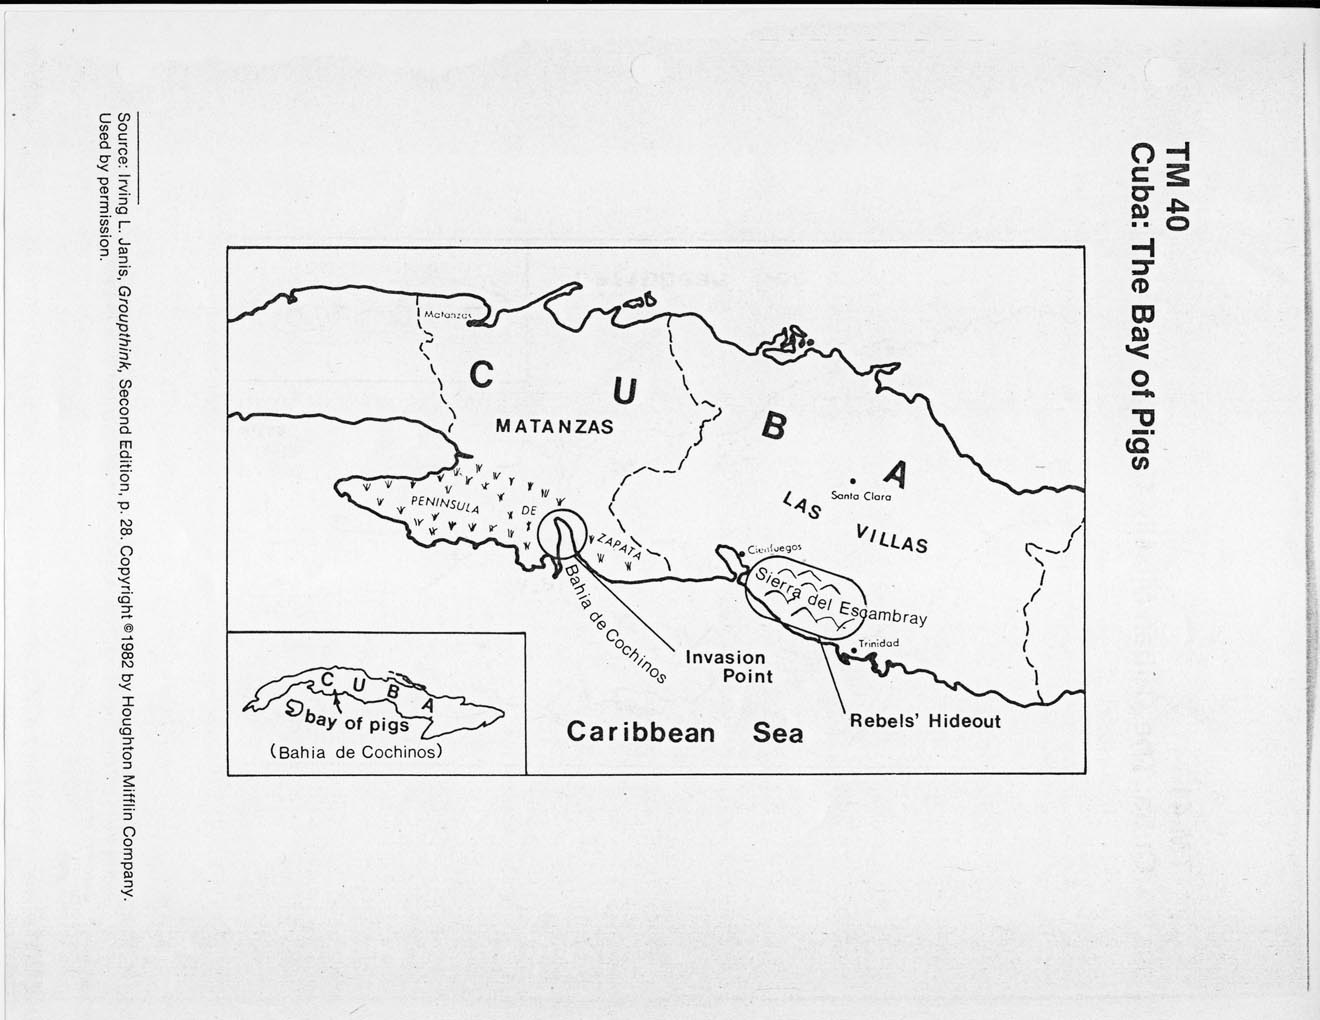 TM 40
Cuba: The Bay of Pigs
Matanzas
C U B A
MATANZAS
Santa Clara
LAS VILLAS
PENINSULA DE ZAPATA
Cienfuegos
Sierra del Escambray
Bahia de Cochinos
Trinidad
Invasion
Point
Rebels' Hideout
Caribbean Sea
C U B A
bay of pigs
(Bahia de Cochinos)
Source: Irving L. Janis, Groupthink, Second Edition, p. 28. Copyright ©1982 by Houghton Mifflin Company.
Used by permission.